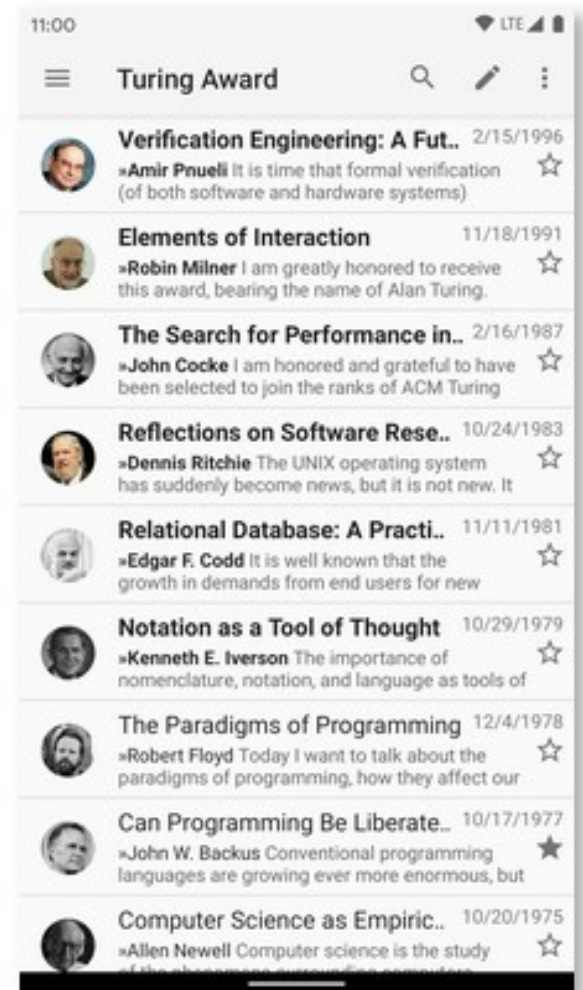 11:00 LTE
Turing Award
Verification Engineering: A Fut.. 2/15/1996
»Amir Pnueli It is time that formal verification
(of both software and hardware systems)
Elements of Interaction 11/18/1991
»Robin Milner I am greatly honored to receive
this award, bearing the name of Alan Turing.
The Search for Performance in.. 2/16/1987
»John Cocke I am honored and grateful to have
been selected to join the ranks of ACM Turing
Reflections on Software Rese.. 10/24/1983
»Dennis Ritchie The UNIX operating system
has suddenly become news, but it is not new. It
Relational Database: A Practi.. 11/11/1981
»Edgar F. Codd It is well known that the
growth in demands from end users for new
Notation as a Tool of Thought 10/29/1979
»Kenneth E. Iverson The importance of
nomenclature, notation, and language as tools of
The Paradigms of Programming 12/4/1978
»Robert Floyd Today I want to talk about the
paradigms of programming, how they affect our
Can Programming Be Liberate.. 10/17/1977
»John W. Backus Conventional programming
languages are growing ever more enormous, but
Computer Science as Empiric.. 10/20/1975
»Allen Newell Computer science is the study
of the phenomena surrounding computers